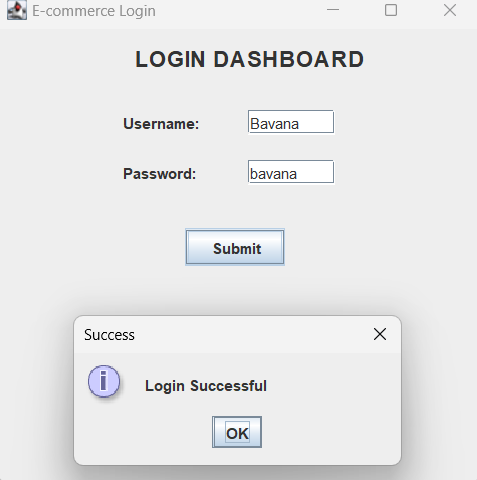 E-commerce Login
LOGIN DASHBOARD
Username: Bavana
Password: bavana
Submit
Success
i
Login Successful
OK